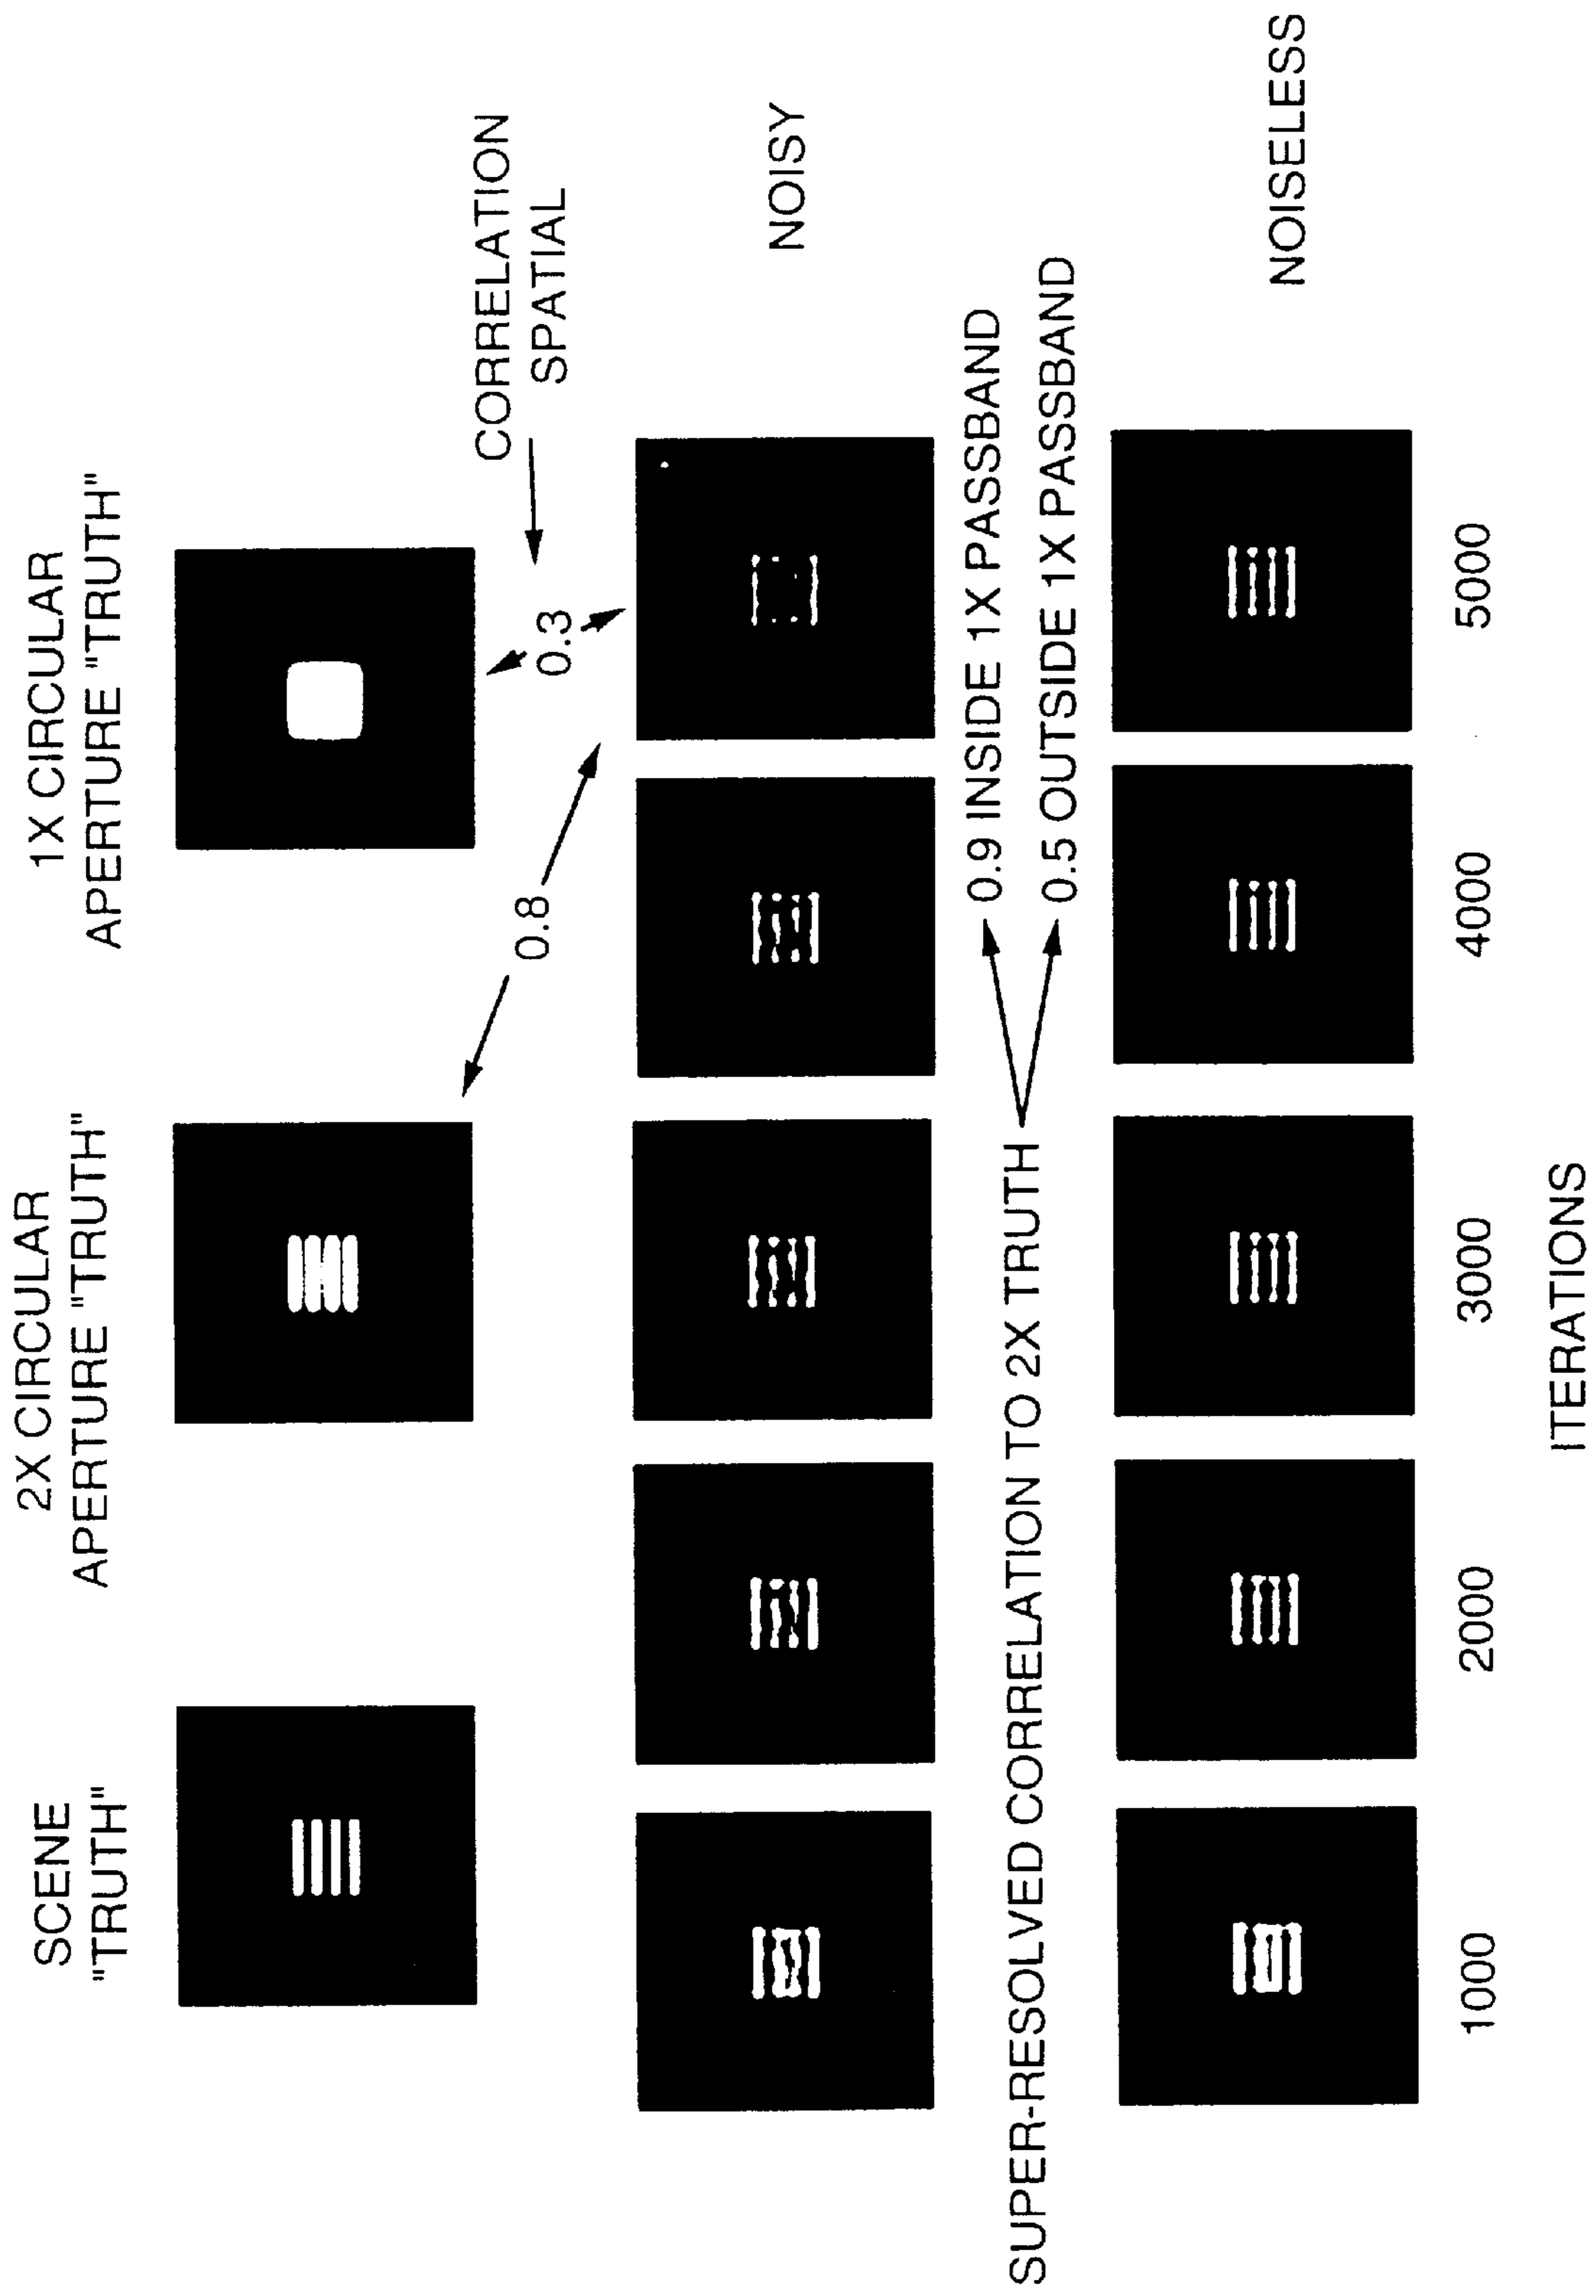 SCENE
"TRUTH"
2X CIRCULAR
APERTURE "TRUTH"
1X CIRCULAR
APERTURE "TRUTH"
0.8
0.3
CORRELATION
SPATIAL
NOISY
SUPER-RESOLVED CORRELATION TO 2X TRUTH
0.9 INSIDE 1X PASSBAND
0.5 OUTSIDE 1X PASSBAND
NOISELESS
1000
2000
3000
4000
5000
ITERATIONS